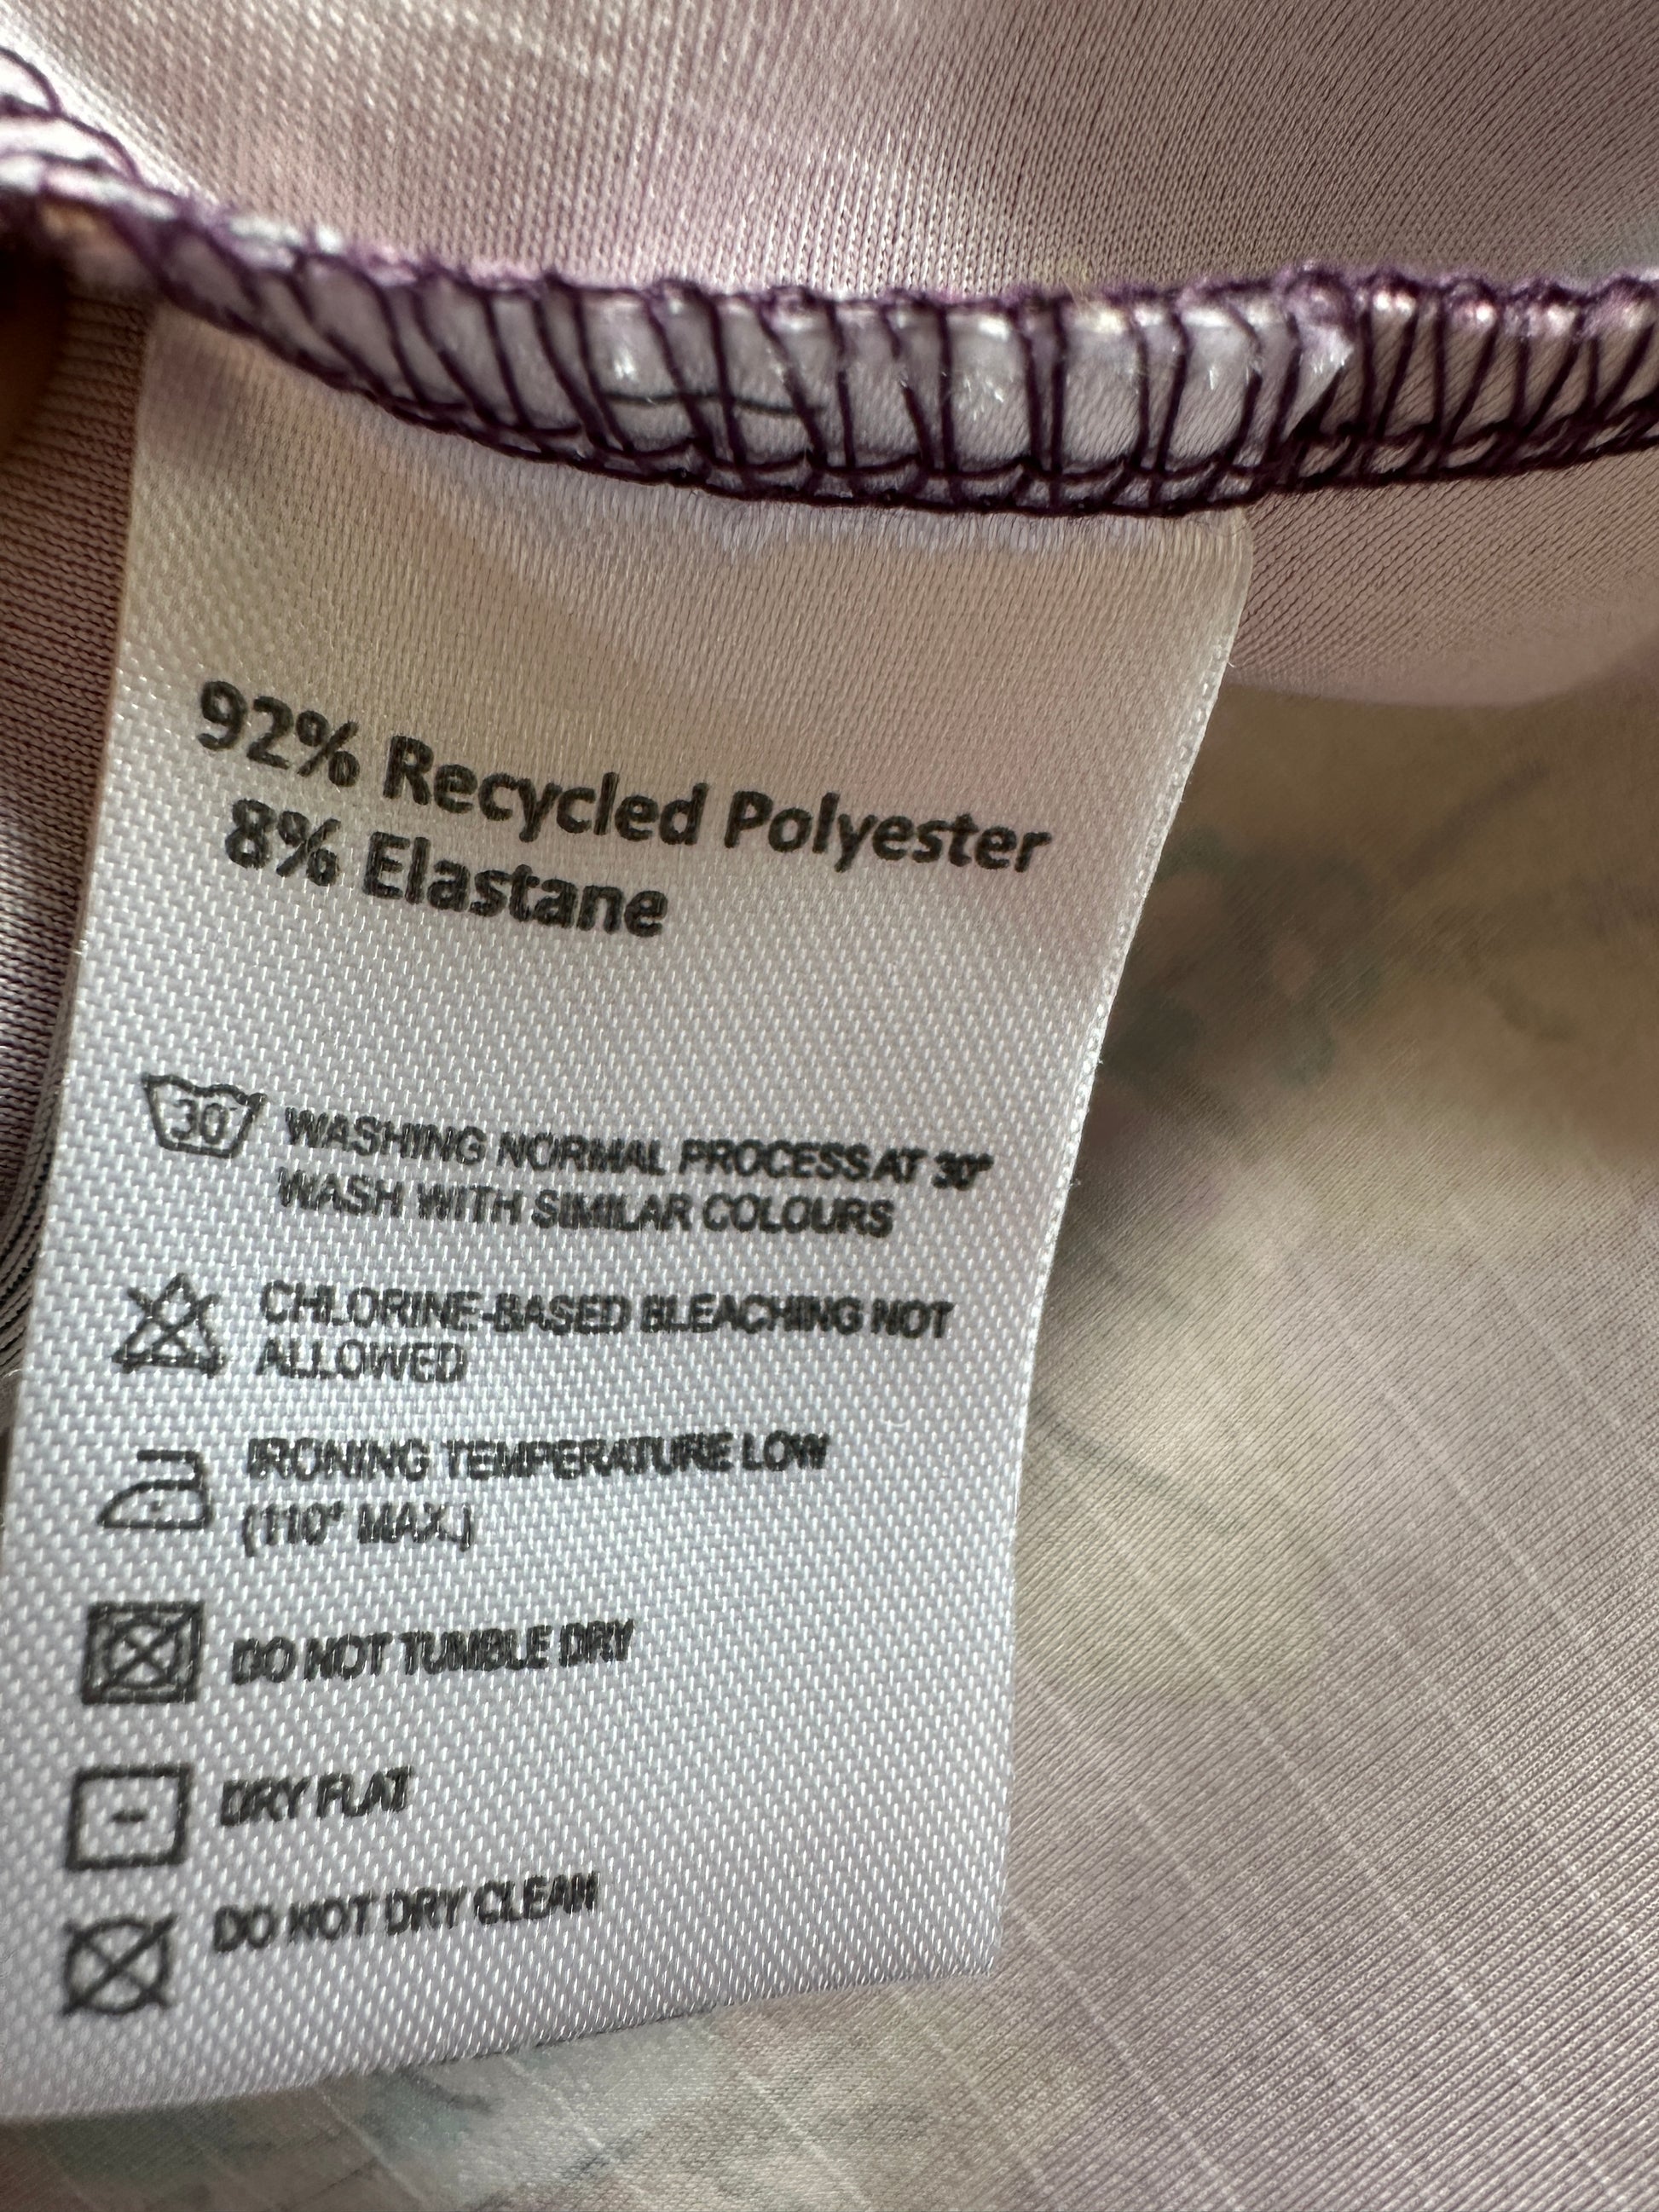 92% Recycled Polyester
8% Elastane
30° WASHING NORMAL PROCESS AT 30°
WASH WITH SIMILAR COLOURS
CHLORINE-BASED BLEACHING NOT
ALLOWED
IRONING TEMPERATURE LOW
(110° MAX.)
DO NOT TUMBLE DRY
DRY FLAT
DO NOT DRY CLEAN